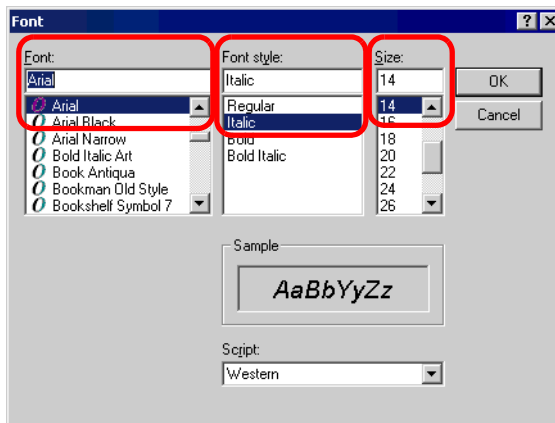 Font
Font:
Arial
Arial
Arial Black
Arial Narrow
Bold Italic Art
Book Antiqua
Bookman Old Style
Bookshelf Symbol 7
Font style:
Italic
Regular
Italic
Bold
Bold Italic
Size:
14
14
16
18
20
22
24
26
OK
Cancel
Sample
AaBbYyZz
Script:
Western